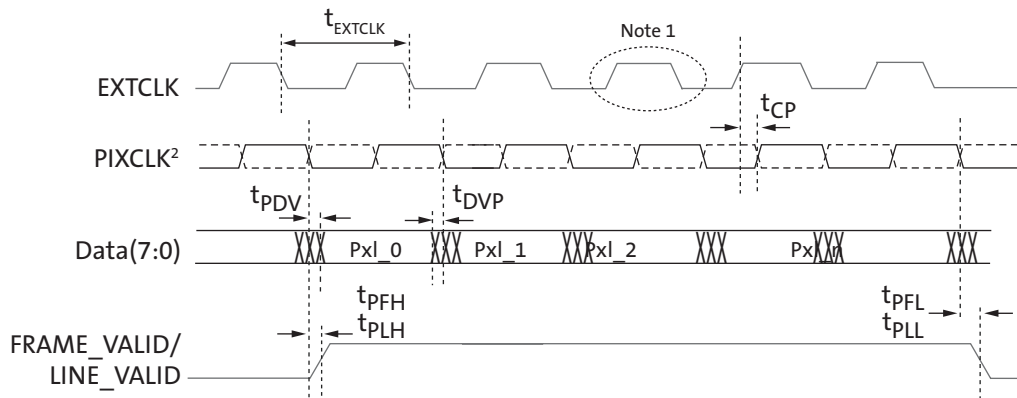 tEXTCLK
Note 1
EXTCLK
tCP
PIXCLK²
tPDV
tDVP
Data(7:0)
Pxl_0
Pxl_1
Pxl_2
Pxl_n
tPFH
tPLH
tPFL
tPLL
FRAME_VALID/
LINE_VALID